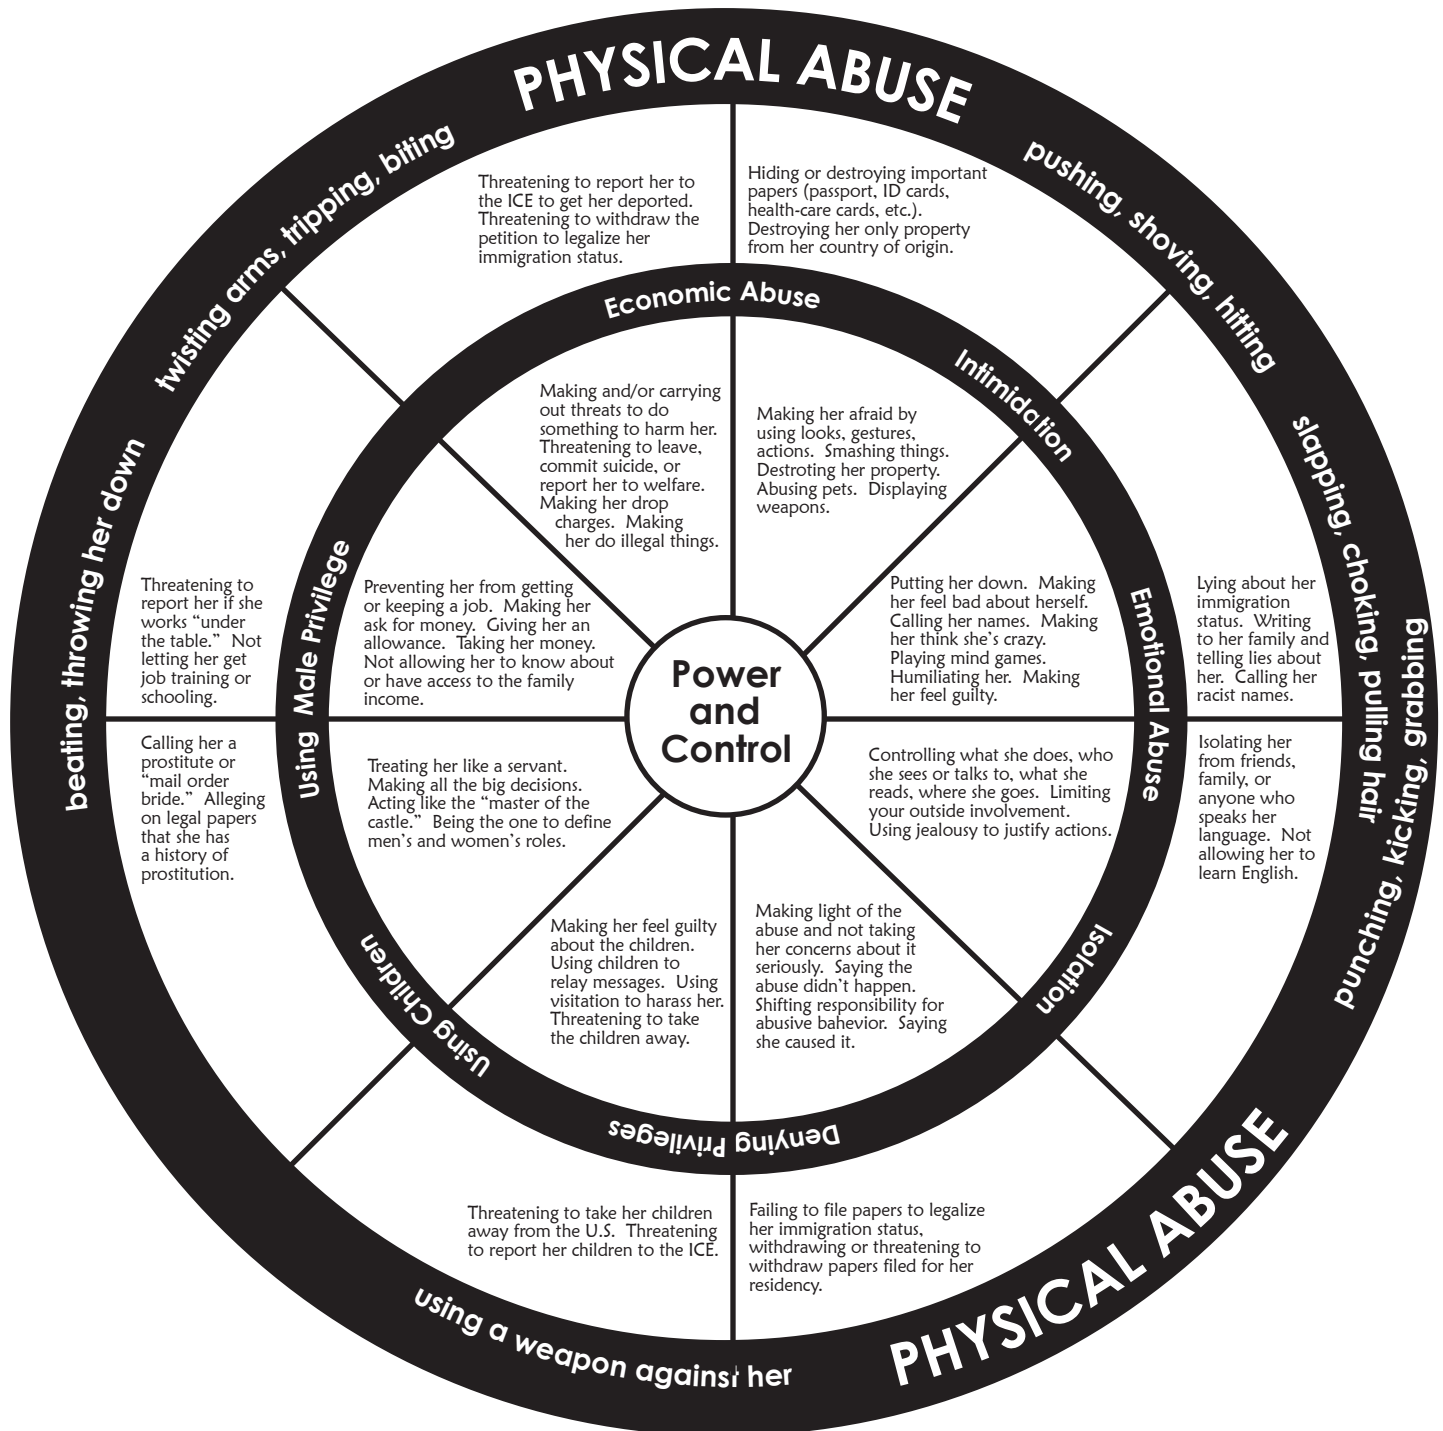 PHYSICAL ABUSE
pushing, shoving, hitting
slapping, choking, pulling hair
punching, kicking, grabbing
PHYSICAL ABUSE
using a weapon against her
beating, throwing her down
twisting arms, tripping, biting
Threatening to report her to
the ICE to get her deported.
Threatening to withdraw the
petition to legalize her
immigration status.
Hiding or destroying important
papers (passport, ID cards,
health-care cards, etc.).
Destroying her only property
from her country of origin.
Lying about her
immigration
status. Writing
to her family and
telling lies about
her. Calling her
racist names.
Isolating her
from friends,
family, or
anyone who
speaks her
language. Not
allowing her to
learn English.
Failing to file papers to legalize
her immigration status,
withdrawing or threatening to
withdraw papers filed for her
residency.
Threatening to take her children
away from the U.S. Threatening
to report her children to the ICE.
Calling her a
prostitute or
“mail order
bride.” Alleging
on legal papers
that she has
a history of
prostitution.
Threatening to
report her if she
works “under
the table.” Not
letting her get
job training or
schooling.
Economic Abuse
Intimidation
Emotional Abuse
Isolation
Denying Privileges
Using Children
Using Male Privilege
Making and/or carrying
out threats to do
something to harm her.
Threatening to leave,
commit suicide, or
report her to welfare.
Making her drop
charges. Making
her do illegal things.
Making her afraid by
using looks, gestures,
actions. Smashing things.
Destroting her property.
Abusing pets. Displaying
weapons.
Putting her down. Making
her feel bad about herself.
Calling her names. Making
her think she’s crazy.
Playing mind games.
Humiliating her. Making
her feel guilty.
Controlling what she does, who
she sees or talks to, what she
reads, where she goes. Limiting
your outside involvement.
Using jealousy to justify actions.
Making light of the
abuse and not taking
her concerns about it
seriously. Saying the
abuse didn’t happen.
Shifting responsibility for
abusive bahevior. Saying
she caused it.
Making her feel guilty
about the children.
Using children to
relay messages. Using
visitation to harass her.
Threatening to take
the children away.
Treating her like a servant.
Making all the big decisions.
Acting like the “master of the
castle.” Being the one to define
men’s and women’s roles.
Preventing her from getting
or keeping a job. Making her
ask for money. Giving her an
allowance. Taking her money.
Not allowing her to know about
or have access to the family
income.
Power
and
Control